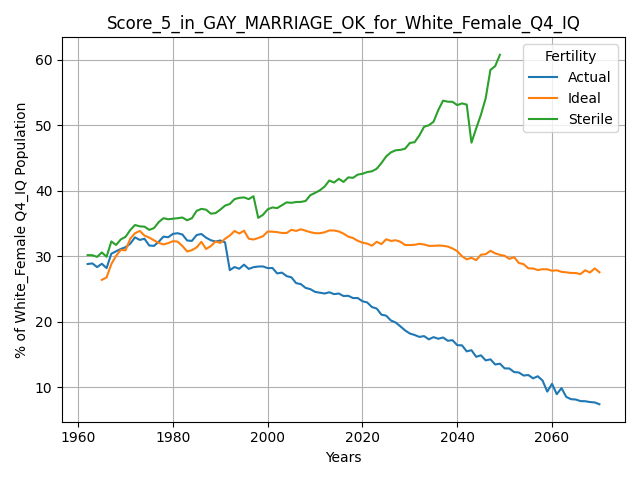 Score_5_in_GAY_MARRIAGE_OK_for_White_Female_Q4_IQ
% of White_Female Q4_IQ Population
60
50
40
30
20
10
Fertility
Actual
Ideal
Sterile
1960 1980 2000 2020 2040 2060
Years